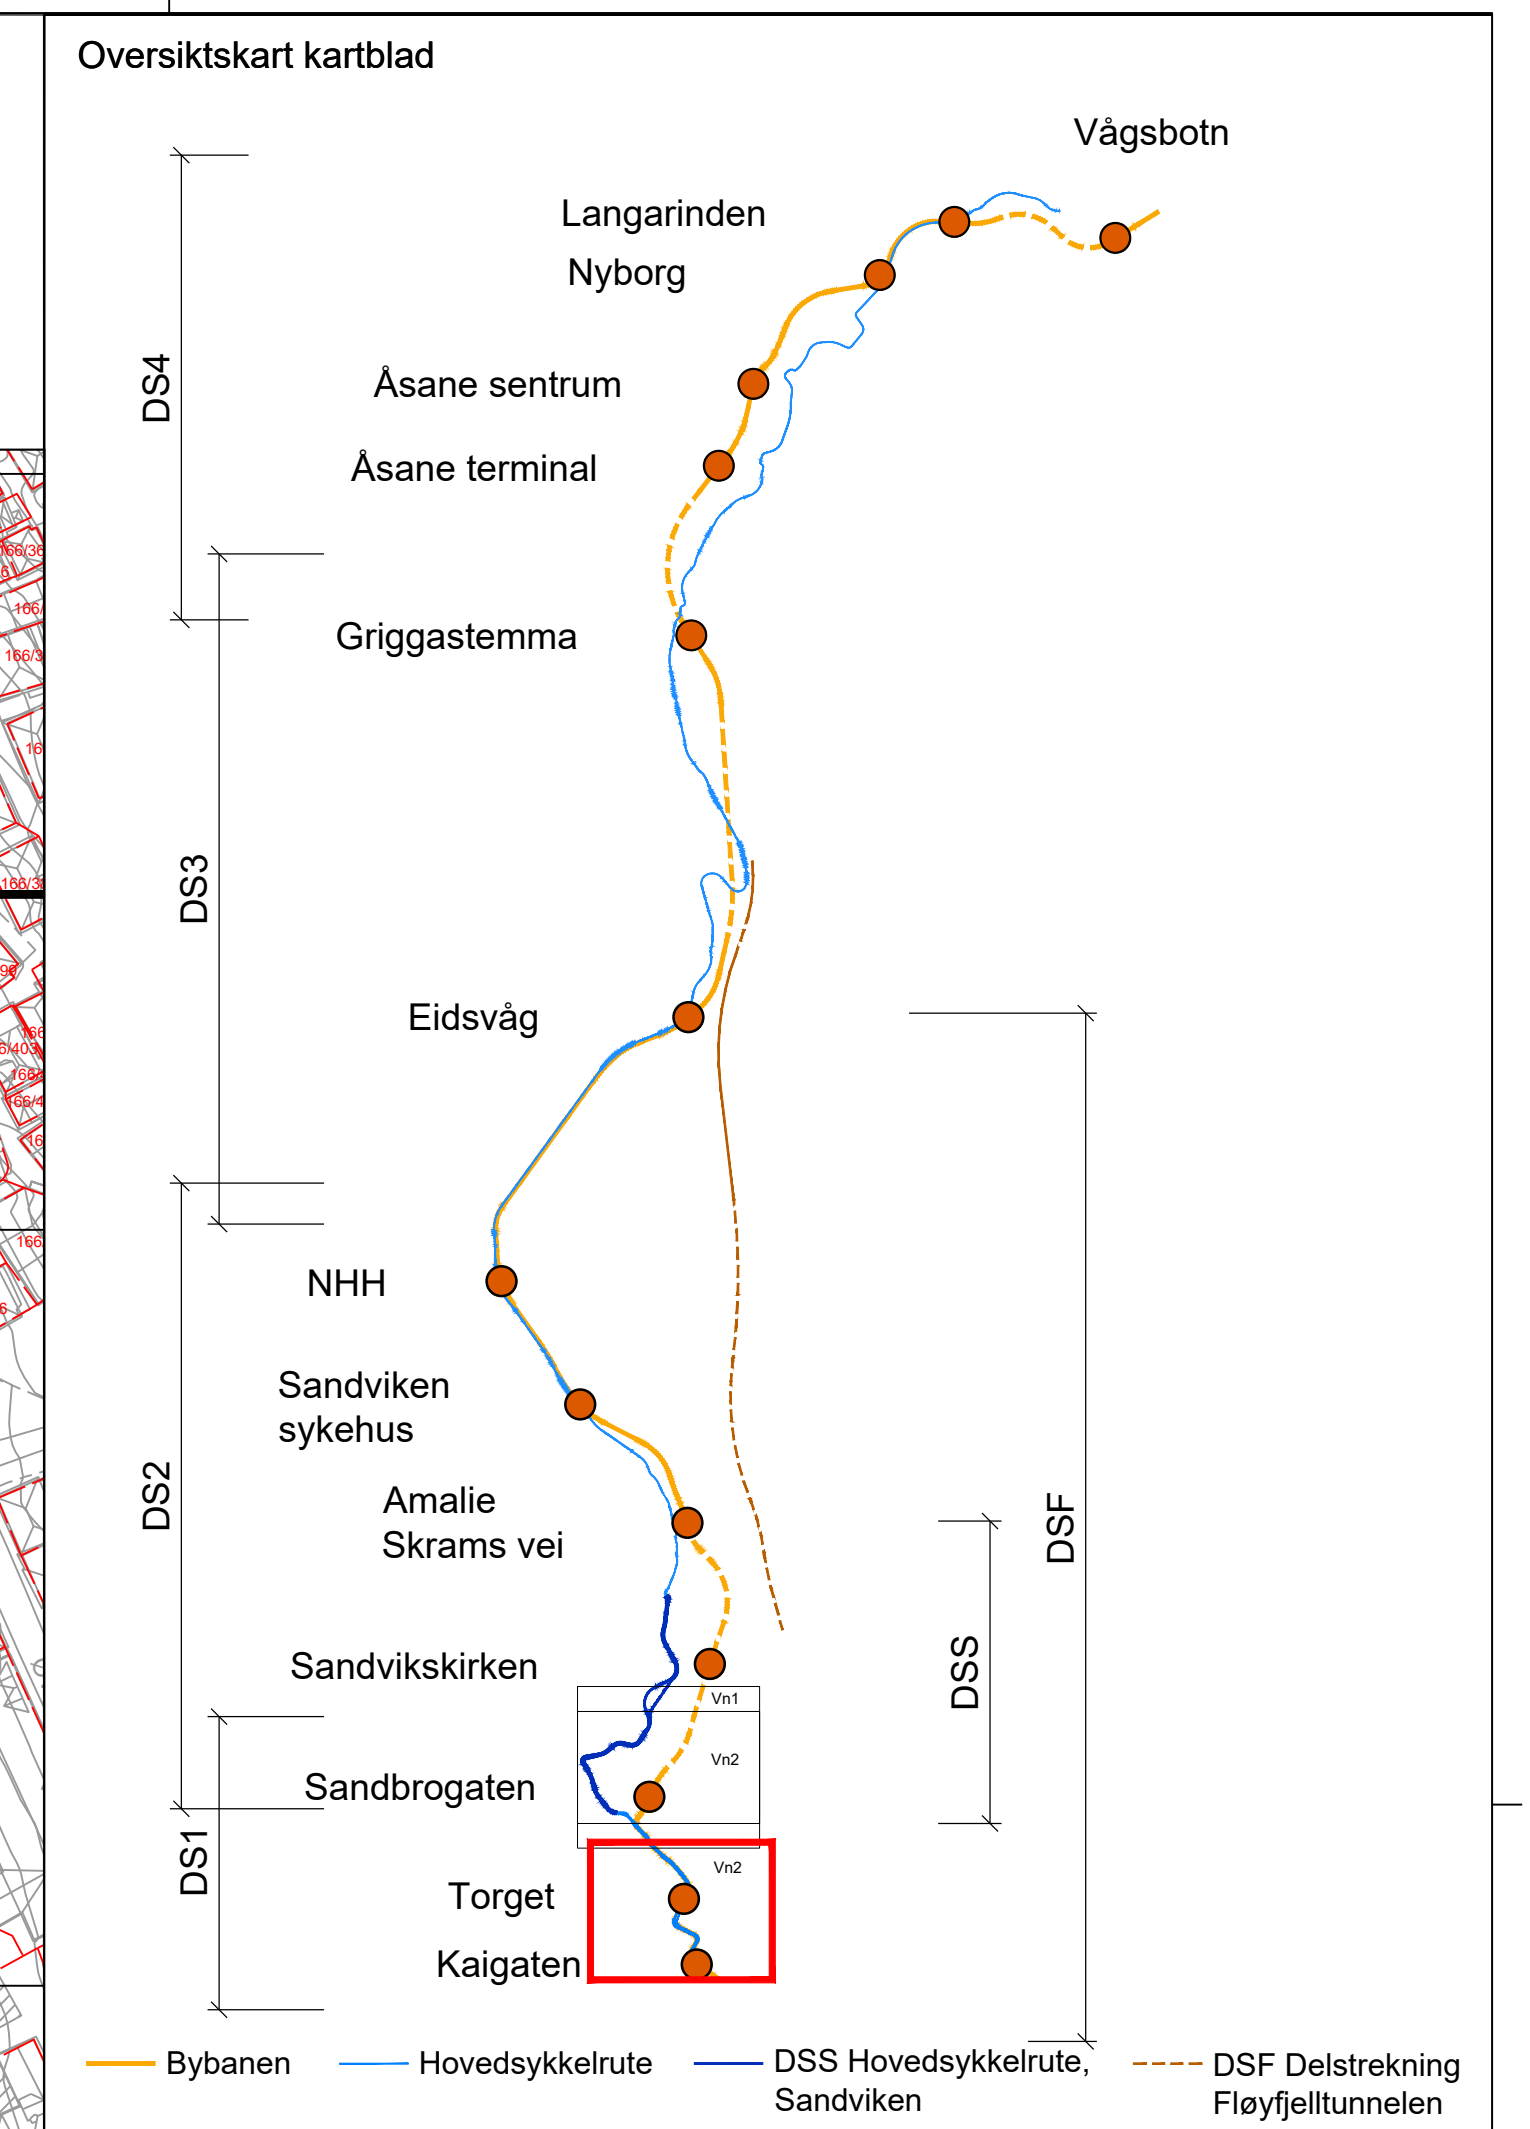 Oversiktskart kartblad
Vågsbotn
Langarinden
Nyborg
DS4
Åsane sentrum
Åsane terminal
Griggastemma
DS3
Eidsvåg
NHH
Sandviken
sykehus
DS2
Amalie
Skrams vei
DSF
DSS
Sandvikskirken
Vn1
Vn2
Sandbrogaten
DS1
Vn2
Torget
Kaigaten
Bybanen
Hovedsykkelrute
DSS Hovedsykkelrute,
Sandviken
DSF Delstrekning
Fløyfjelltunnelen